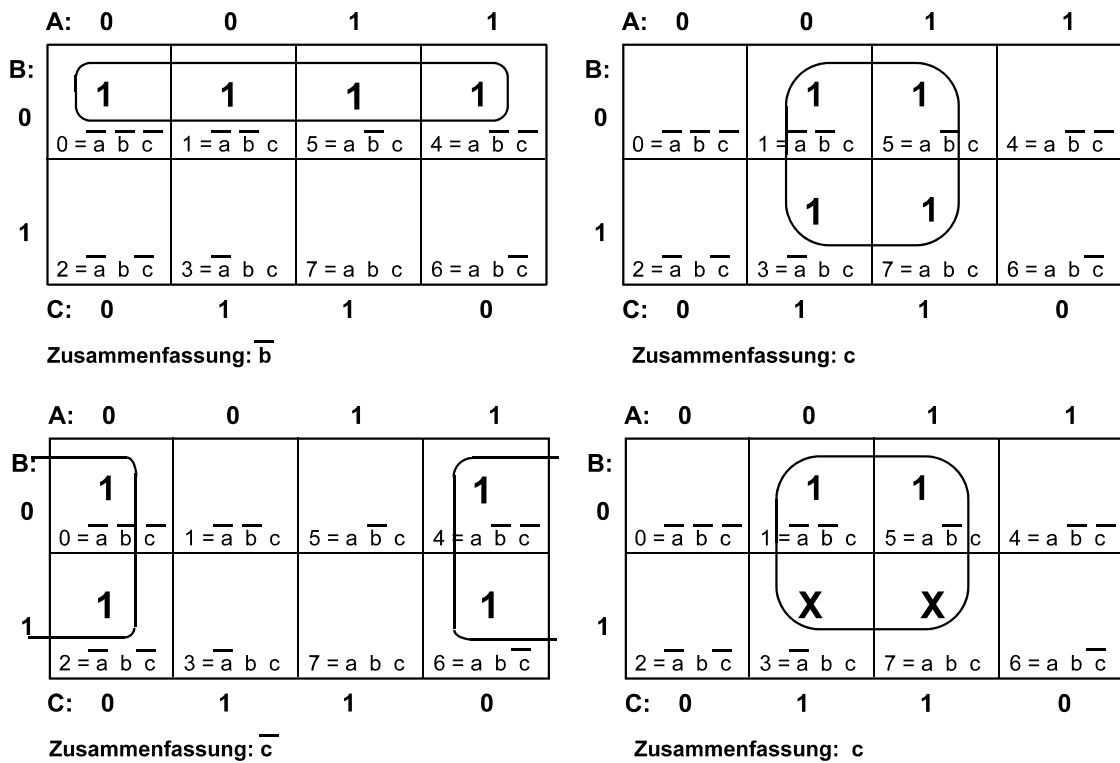 A: 0 0 1 1
B:
0
1 1 1 1
0 = a̅ b̅ c̅ 1 = a̅ b̅ c 5 = a b̅ c 4 = a b̅ c̅
1
2 = a̅ b c̅ 3 = a̅ b c 7 = a b c 6 = a b c̅
C: 0 1 1 0
Zusammenfassung: b̅
A: 0 0 1 1
B:
0
1 1
0 = a̅ b̅ c̅ 1 = a̅ b̅ c 5 = a b̅ c 4 = a b̅ c̅
1
1 1
2 = a̅ b c̅ 3 = a̅ b c 7 = a b c 6 = a b c̅
C: 0 1 1 0
Zusammenfassung: c
A: 0 0 1 1
B:
0
1 1
0 = a̅ b̅ c̅ 1 = a̅ b̅ c 5 = a b̅ c 4 = a b̅ c̅
1
1 1
2 = a̅ b c̅ 3 = a̅ b c 7 = a b c 6 = a b c̅
C: 0 1 1 0
Zusammenfassung: c̅
A: 0 0 1 1
B:
0
1 1
0 = a̅ b̅ c̅ 1 = a̅ b̅ c 5 = a b̅ c 4 = a b̅ c̅
1
X X
2 = a̅ b c̅ 3 = a̅ b c 7 = a b c 6 = a b c̅
C: 0 1 1 0
Zusammenfassung: c